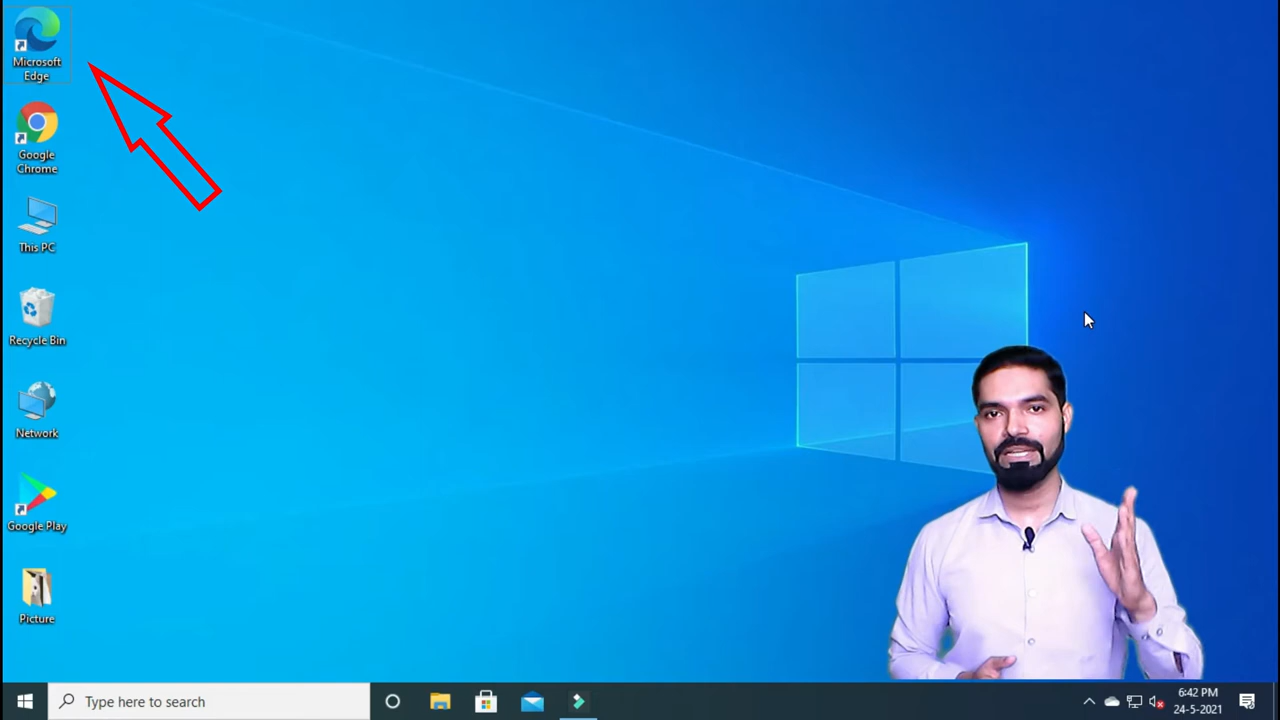 Microsoft
Edge
Google
Chrome
This PC
Recycle Bin
Network
Google Play
Picture
Type here to search
6:42 PM
24-5-2021